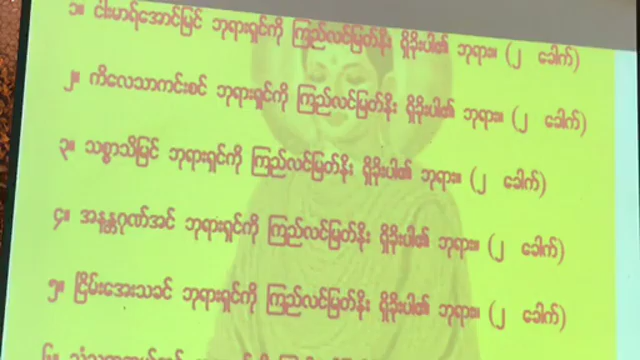 ၁။ ငါးမာရ်အောင်မြင် ဘုရားရှင်ကို ကြည်လင်မြတ်နိုး ရှိခိုးပါ၏ ဘုရား။ (၂ ခေါက်)
၂။ ကိလေသာကင်းစင် ဘုရားရှင်ကို ကြည်လင်မြတ်နိုး ရှိခိုးပါ၏ ဘုရား။ (၂ ခေါက်)
၃။ သစ္စာသိမြင် ဘုရားရှင်ကို ကြည်လင်မြတ်နိုး ရှိခိုးပါ၏ ဘုရား။ (၂ ခေါက်)
၄။ အနန္တဂုဏ်အင် ဘုရားရှင်ကို ကြည်လင်မြတ်နိုး ရှိခိုးပါ၏ ဘုရား။ (၂ ခေါက်)
၅။ ငြိမ်းအေးသခင် ဘုရားရှင်ကို ကြည်လင်မြတ်နိုး ရှိခိုးပါ၏ ဘုရား။ (၂ ခေါက်)